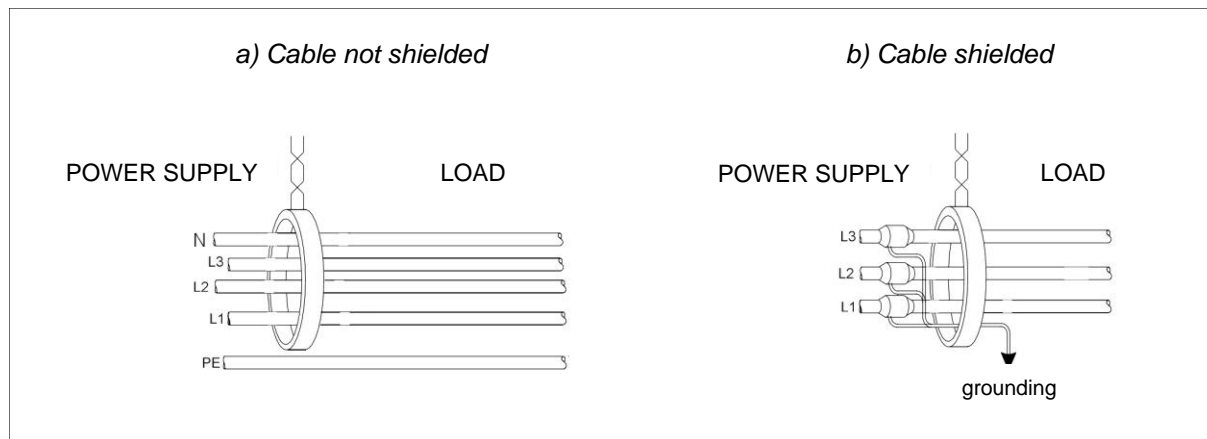 a) Cable not shielded
POWER SUPPLY
LOAD
N
L3
L2
L1
PE
b) Cable shielded
POWER SUPPLY
LOAD
L3
L2
L1
grounding